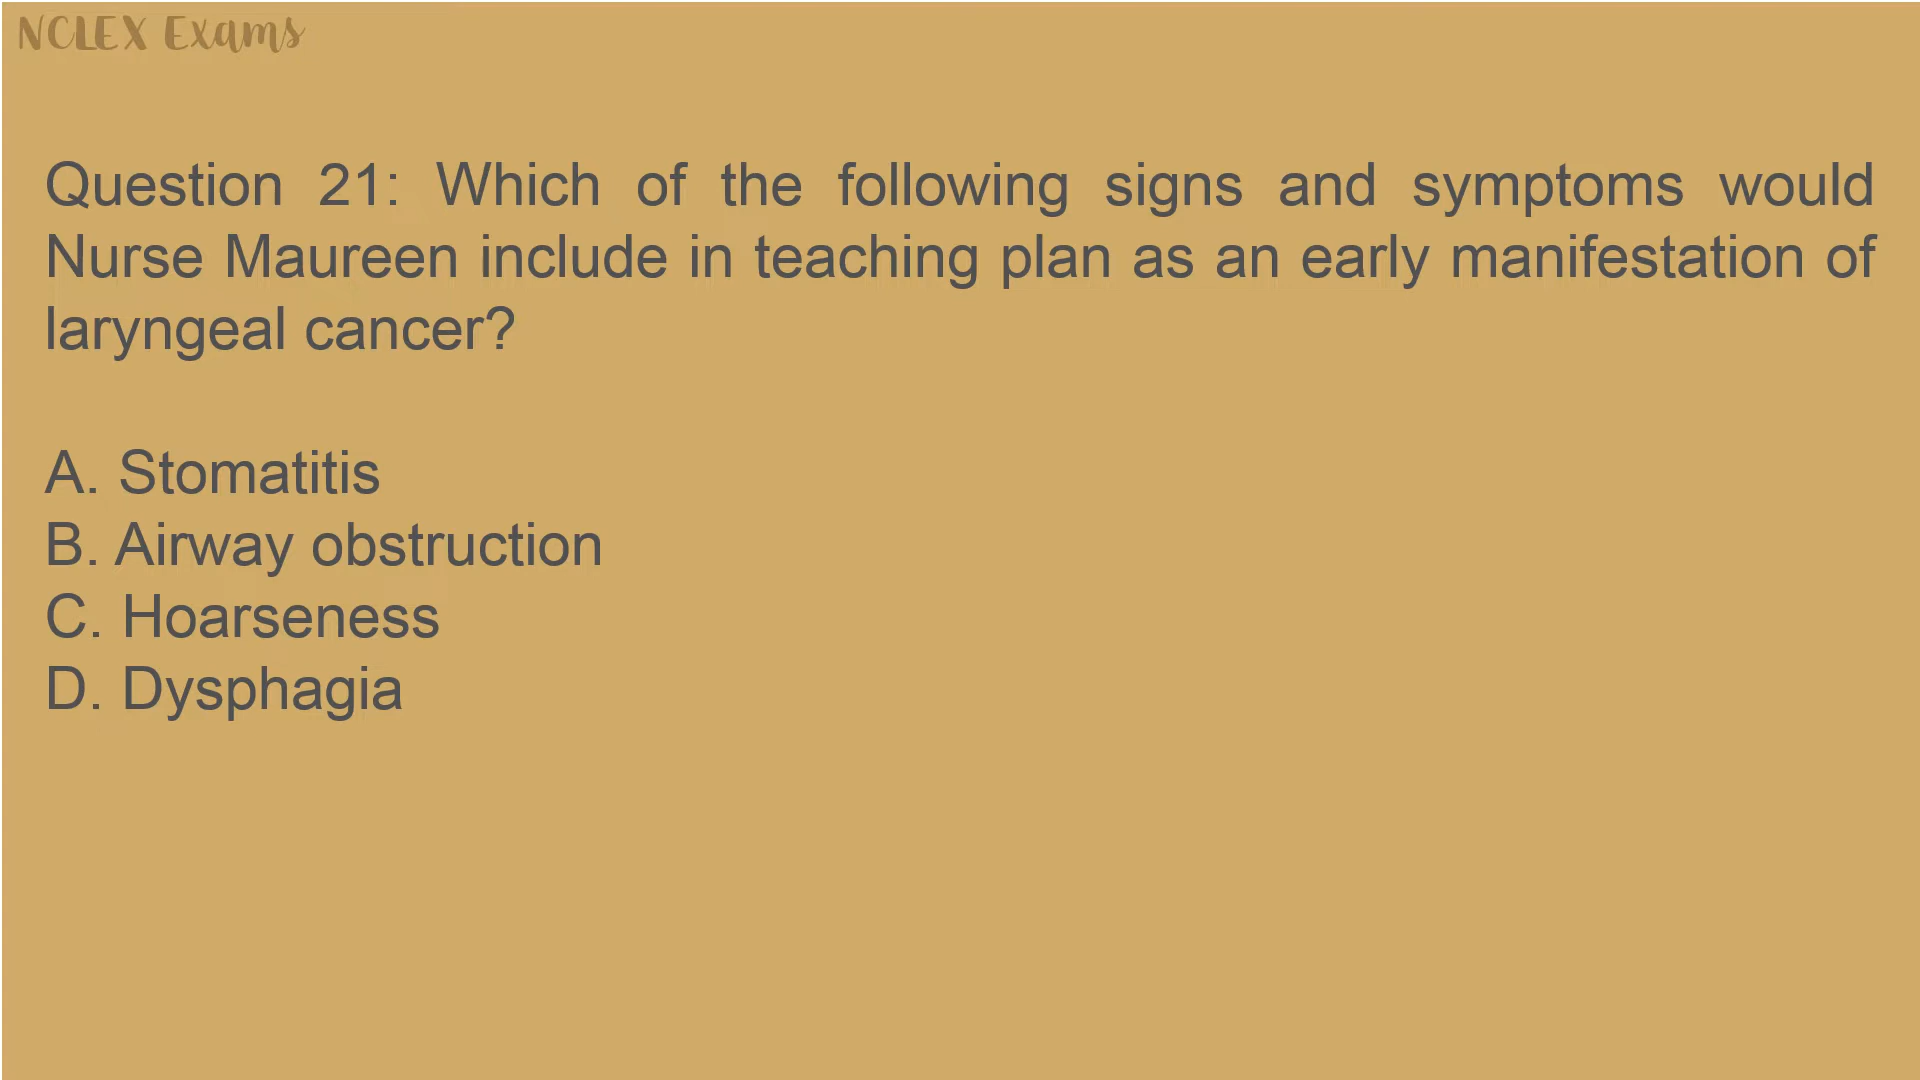 NCLEX Exams
Question 21: Which of the following signs and symptoms would
Nurse Maureen include in teaching plan as an early manifestation of
laryngeal cancer?
A. Stomatitis
B. Airway obstruction
C. Hoarseness
D. Dysphagia